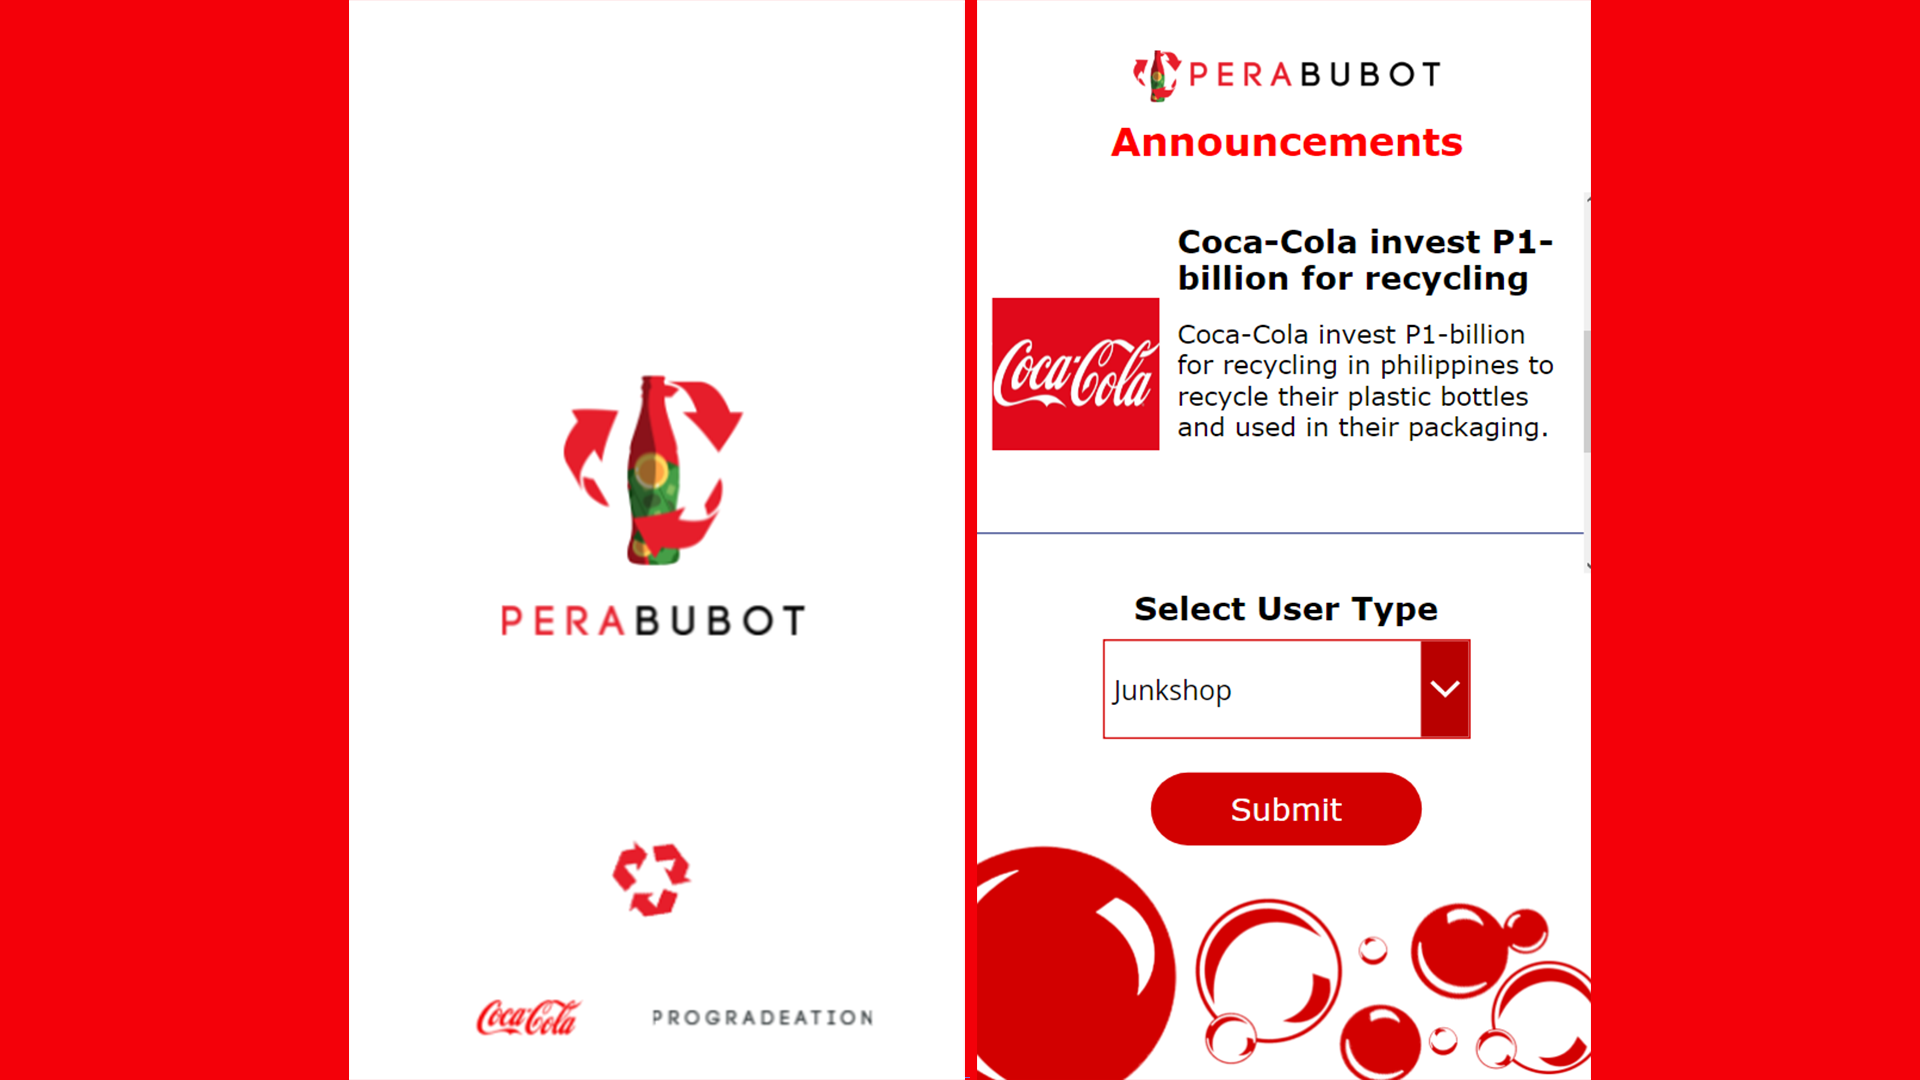 PERABUBOT
Coca-Cola
PROGRADEATION
PERABUBOT
Announcements
Coca-Cola invest P1-
billion for recycling
Coca-Cola
Coca-Cola invest P1-billion
for recycling in philippines to
recycle their plastic bottles
and used in their packaging.
Select User Type
Junkshop
Submit